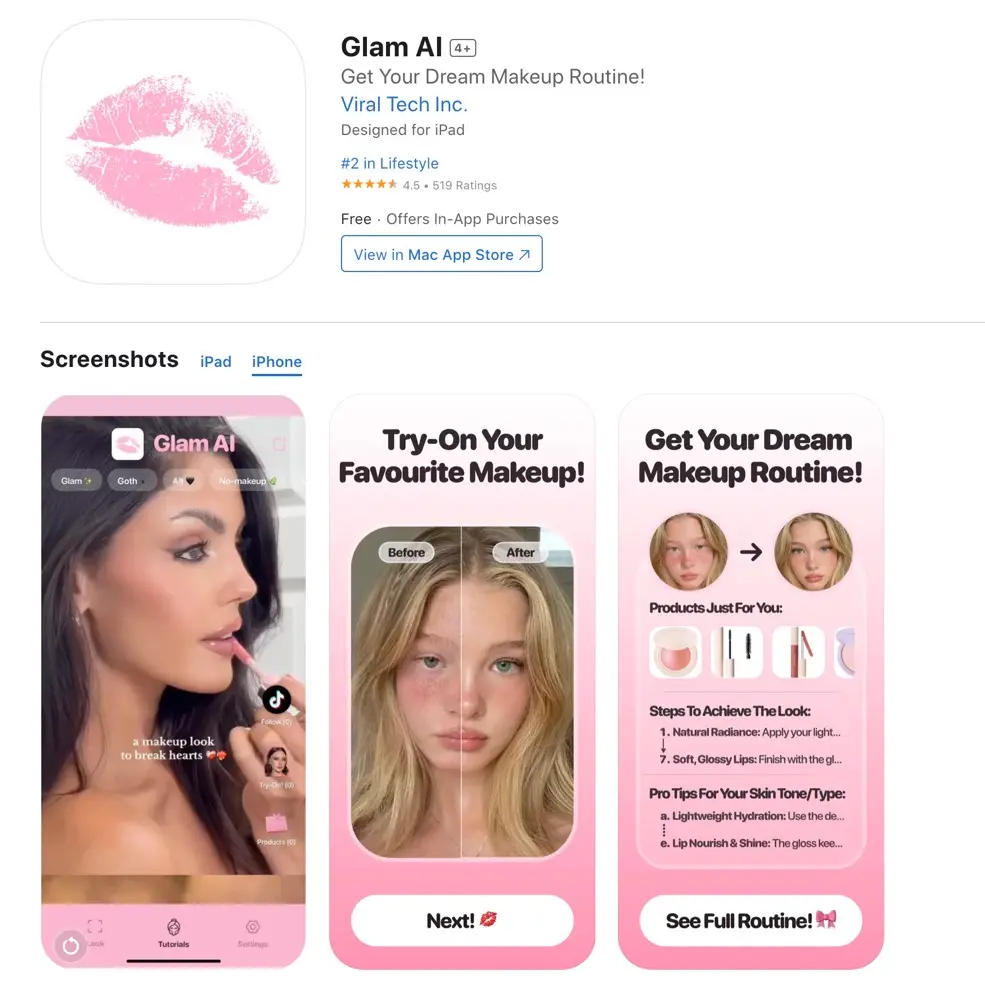 Glam AI 4+
Get Your Dream Makeup Routine!
Viral Tech Inc.
Designed for iPad
#2 in Lifestyle
4.5 • 519 Ratings
Free · Offers In-App Purchases
View in Mac App Store ↗
Screenshots iPad iPhone
Glam AI
Glam ✨ Goth Alt 🖤 No-makeup
a makeup look
to break hearts
Follow (0)
Try-On! (0)
Products (0)
Tutorials Settings
Try-On Your
Favourite Makeup!
Before After
Next! 💋
Get Your Dream
Makeup Routine!
→
Products Just For You:
Steps To Achieve The Look:
1. Natural Radiance: Apply your light...
7. Soft, Glossy Lips: Finish with the gl...
Pro Tips For Your Skin Tone/Type:
a. Lightweight Hydration: Use the de...
e. Lip Nourish & Shine: The gloss kee...
See Full Routine! 🎀